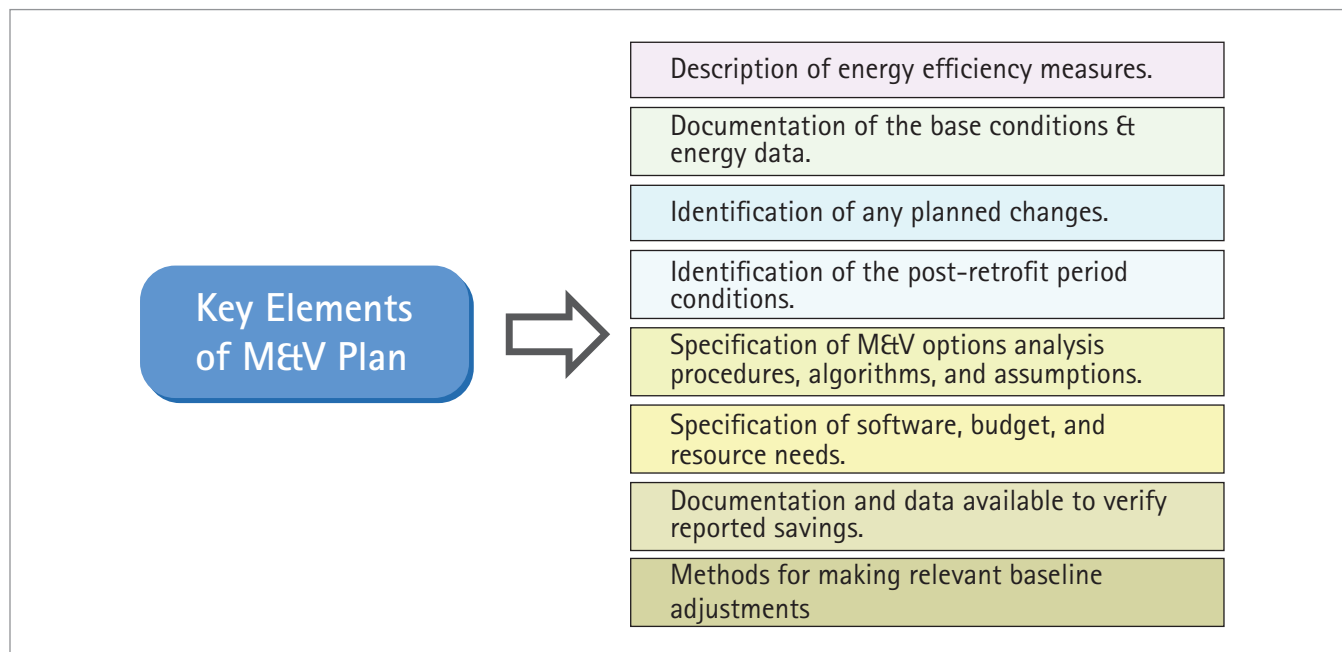 Key Elements
of M&V Plan
Description of energy efficiency measures.
Documentation of the base conditions &
energy data.
Identification of any planned changes.
Identification of the post-retrofit period
conditions.
Specification of M&V options analysis
procedures, algorithms, and assumptions.
Specification of software, budget, and
resource needs.
Documentation and data available to verify
reported savings.
Methods for making relevant baseline
adjustments